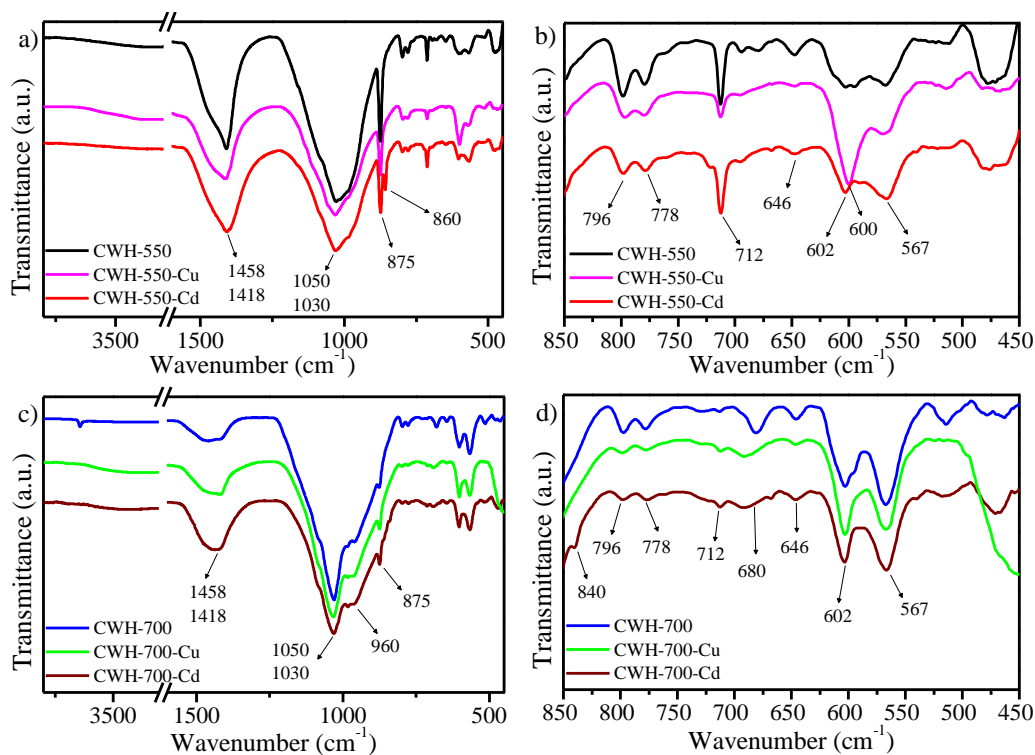 a)
Transmittance (a.u.)
860
875
1458
1418
1050
1030
CWH-550
CWH-550-Cu
CWH-550-Cd
3500 1500 1000 500
Wavenumber (cm⁻¹)
b)
Transmittance (a.u.)
796
778
712
646
602
600
567
CWH-550
CWH-550-Cu
CWH-550-Cd
850 800 750 700 650 600 550 500 450
Wavenumber (cm⁻¹)
c)
Transmittance (a.u.)
1458
1418
875
960
1050
1030
CWH-700
CWH-700-Cu
CWH-700-Cd
3500 1500 1000 500
Wavenumber (cm⁻¹)
d)
Transmittance (a.u.)
840
796
778
712
680
646
602
567
CWH-700
CWH-700-Cu
CWH-700-Cd
850 800 750 700 650 600 550 500 450
Wavenumber (cm⁻¹)